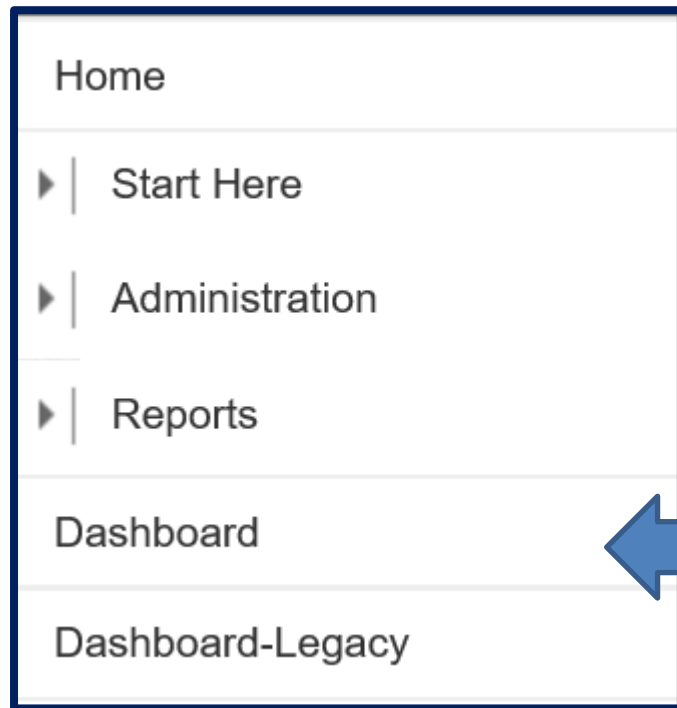 Home
Start Here
Administration
Reports
Dashboard
Dashboard-Legacy